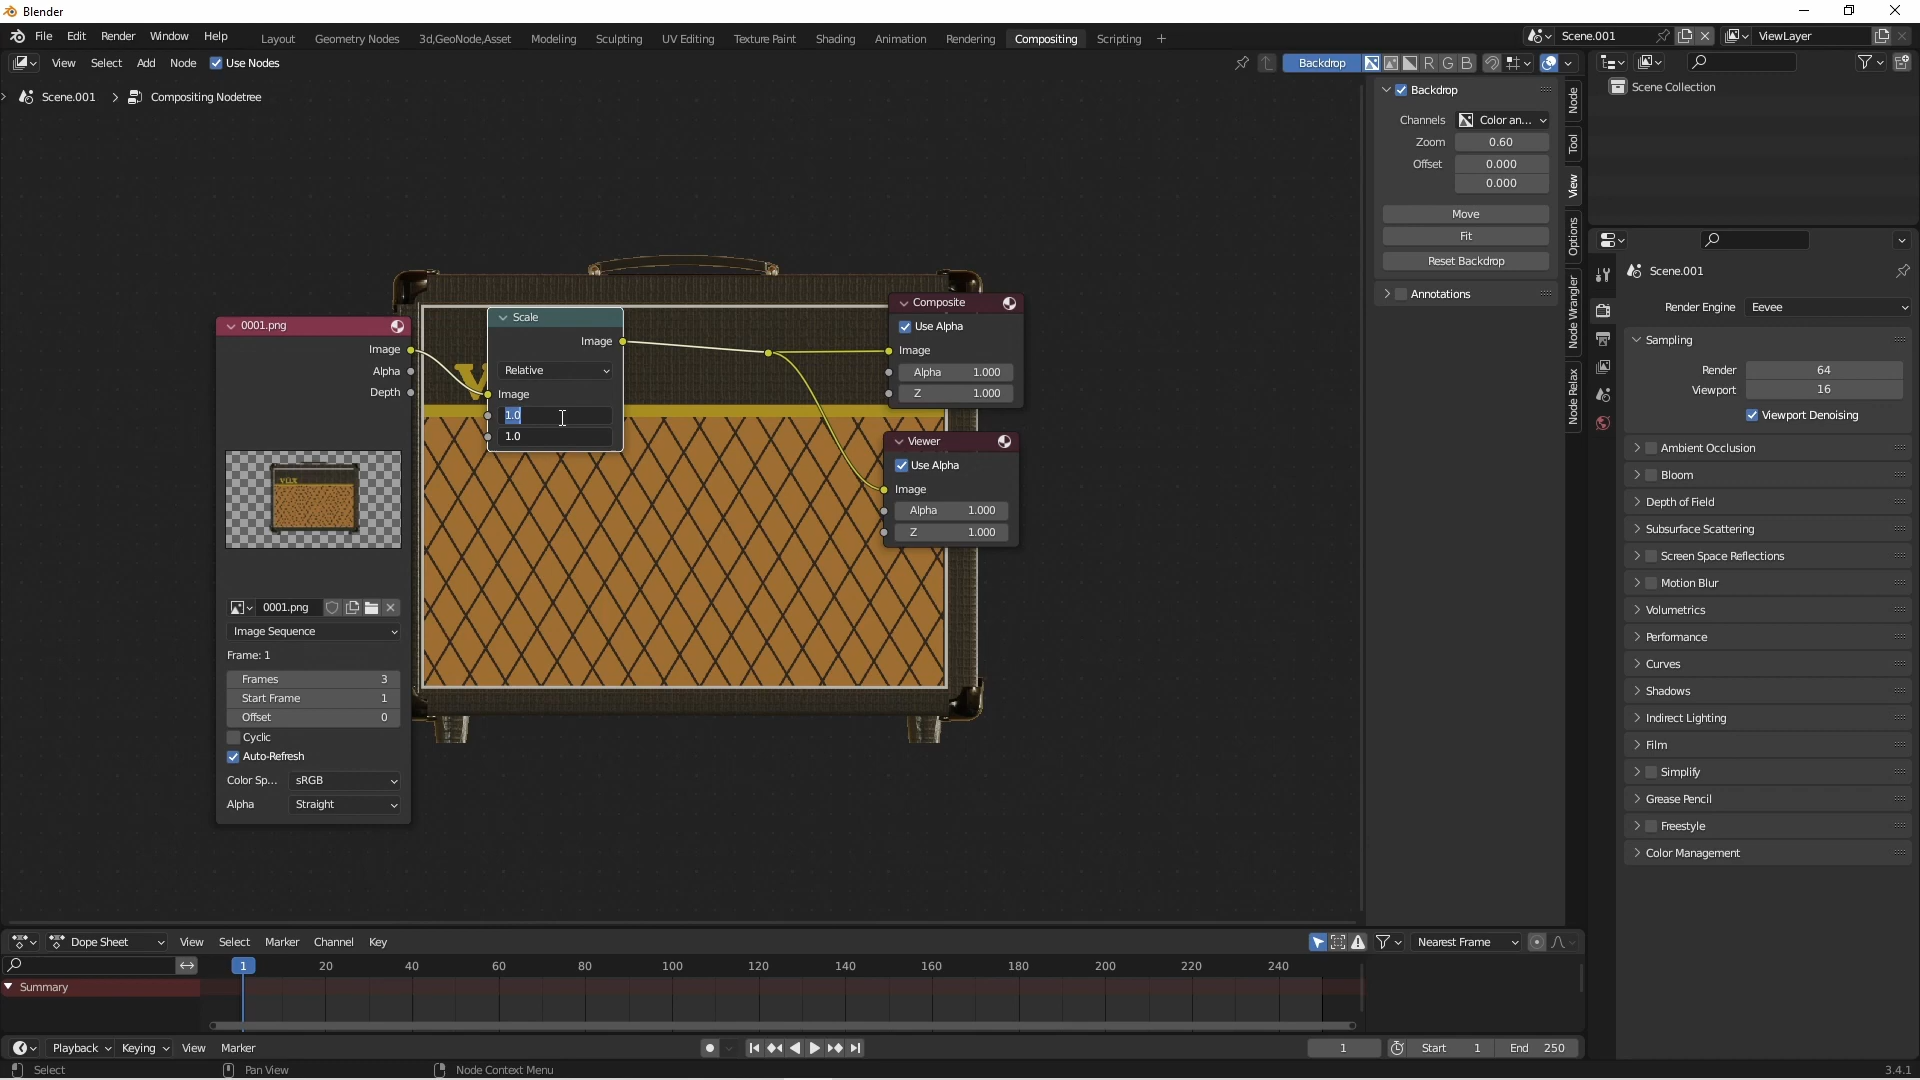 Blender
File Edit Render Window Help
Layout Geometry Nodes 3d,GeoNode,Asset Modeling Sculpting UV Editing Texture Paint Shading Animation Rendering Compositing Scripting +
Scene.001 ViewLayer
View Select Add Node Use Nodes
Backdrop R G B
Scene.001 > Compositing Nodetree
Backdrop
Channels Color an...
Zoom 0.60
Offset 0.000
0.000
Move
Fit
Reset Backdrop
Annotations
Node
Tool
View
Options
Node Wrangler
Node Relax
Scene Collection
Scene.001
Render Engine Eevee
Sampling
Render 64
Viewport 16
Viewport Denoising
Ambient Occlusion
Bloom
Depth of Field
Subsurface Scattering
Screen Space Reflections
Motion Blur
Volumetrics
Performance
Curves
Shadows
Indirect Lighting
Film
Simplify
Grease Pencil
Freestyle
Color Management
0001.png
Image
Alpha
Depth
vox
0001.png
Image Sequence
Frame: 1
Frames 3
Start Frame 1
Offset 0
Cyclic
Auto-Refresh
Color Sp... sRGB
Alpha Straight
Scale
Image
Relative
Image
1.0
1.0
Composite
Use Alpha
Image
Alpha 1.000
Z 1.000
Viewer
Use Alpha
Image
Alpha 1.000
Z 1.000
Dope Sheet View Select Marker Channel Key
Nearest Frame
1 20 40 60 80 100 120 140 160 180 200 220 240
Summary
Playback Keying View Marker
1 Start 1 End 250
Select Pan View Node Context Menu 3.4.1